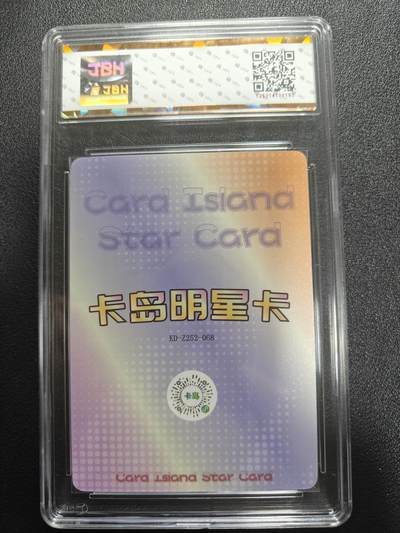 JBH
JBH
Card Island
Star Card
卡岛明星卡
KD-Z252-068
卡岛
Card Island Star Card